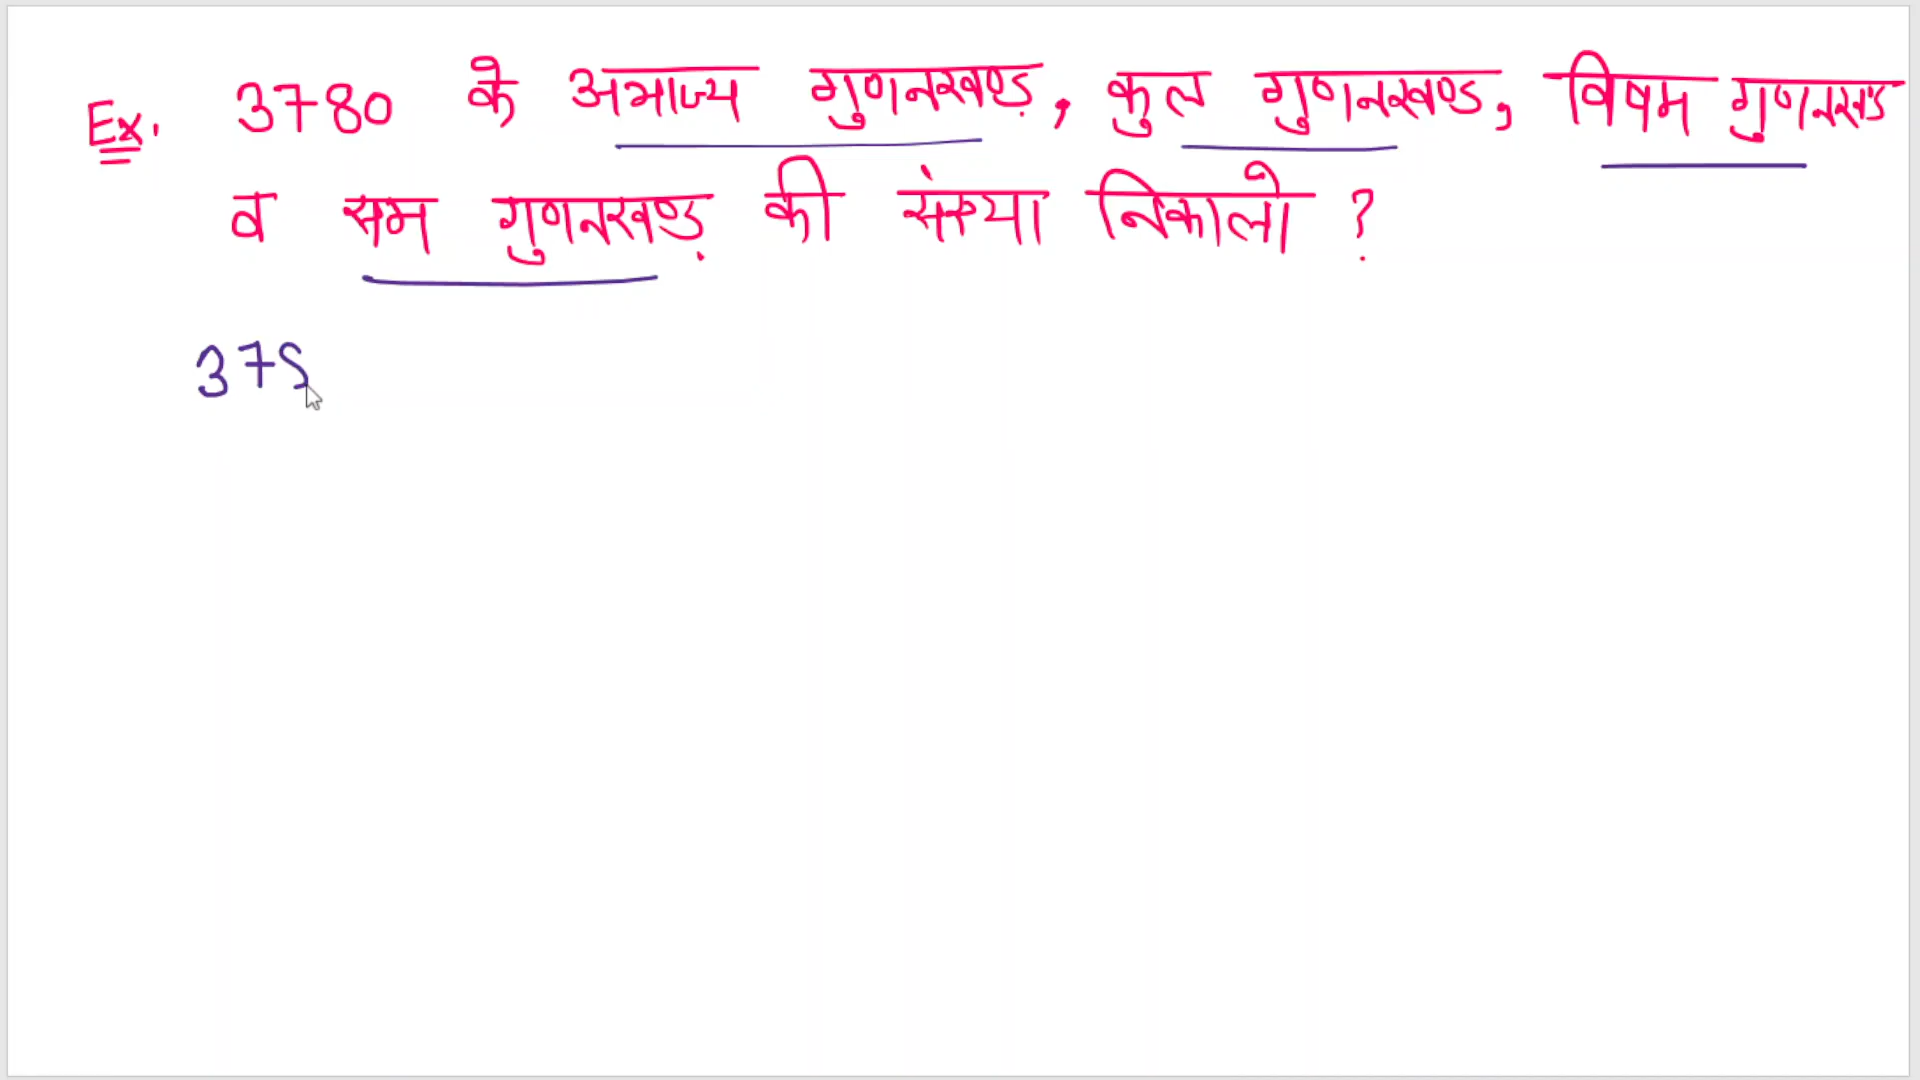 Ex. 3780 के अभाज्य गुणनखण्ड, कुल गुणनखण्ड, विषम गुणनखण्ड
व सम गुणनखण्ड की संख्या निकालो ?
378